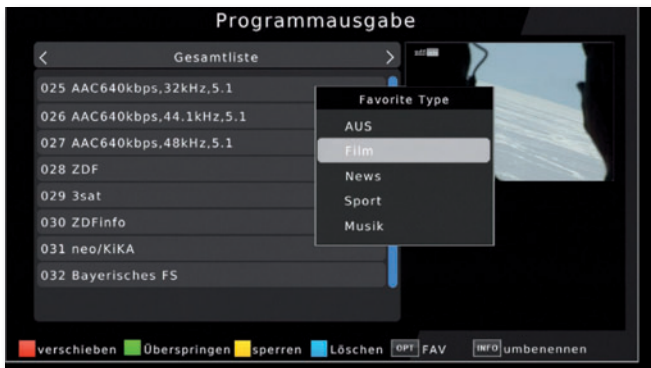 Programmausgabe
< Gesamtliste >
025 AAC640kbps,32kHz,5.1
026 AAC640kbps,44.1kHz,5.1
027 AAC640kbps,48kHz,5.1
028 ZDF
029 3sat
030 ZDFinfo
031 neo/KiKA
032 Bayerisches FS
Favorite Type
AUS
Film
News
Sport
Musik
verschieben Überspringen sperren Löschen OPT FAV INFO umbenennen